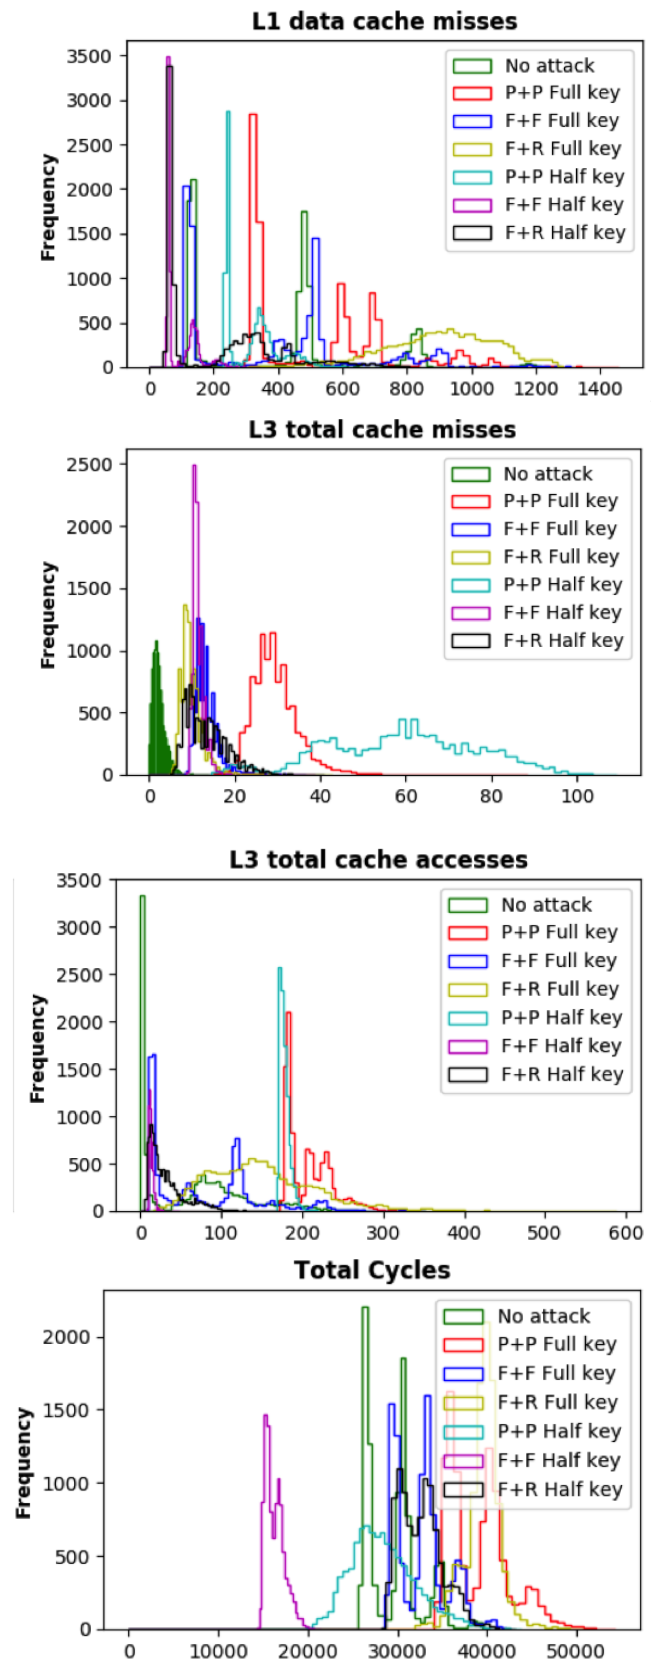 L1 data cache misses
3500
3000
2500
2000
1500
1000
500
0
Frequency
No attack
P+P Full key
F+F Full key
F+R Full key
P+P Half key
F+F Half key
F+R Half key
0 200 400 600 800 1000 1200 1400
L3 total cache misses
2500
2000
1500
1000
500
0
Frequency
No attack
P+P Full key
F+F Full key
F+R Full key
P+P Half key
F+F Half key
F+R Half key
0 20 40 60 80 100
L3 total cache accesses
3500
3000
2500
2000
1500
1000
500
0
Frequency
No attack
P+P Full key
F+F Full key
F+R Full key
P+P Half key
F+F Half key
F+R Half key
0 100 200 300 400 500 600
Total Cycles
2000
1500
1000
500
0
Frequency
No attack
P+P Full key
F+F Full key
F+R Full key
P+P Half key
F+F Half key
F+R Half key
0 10000 20000 30000 40000 50000